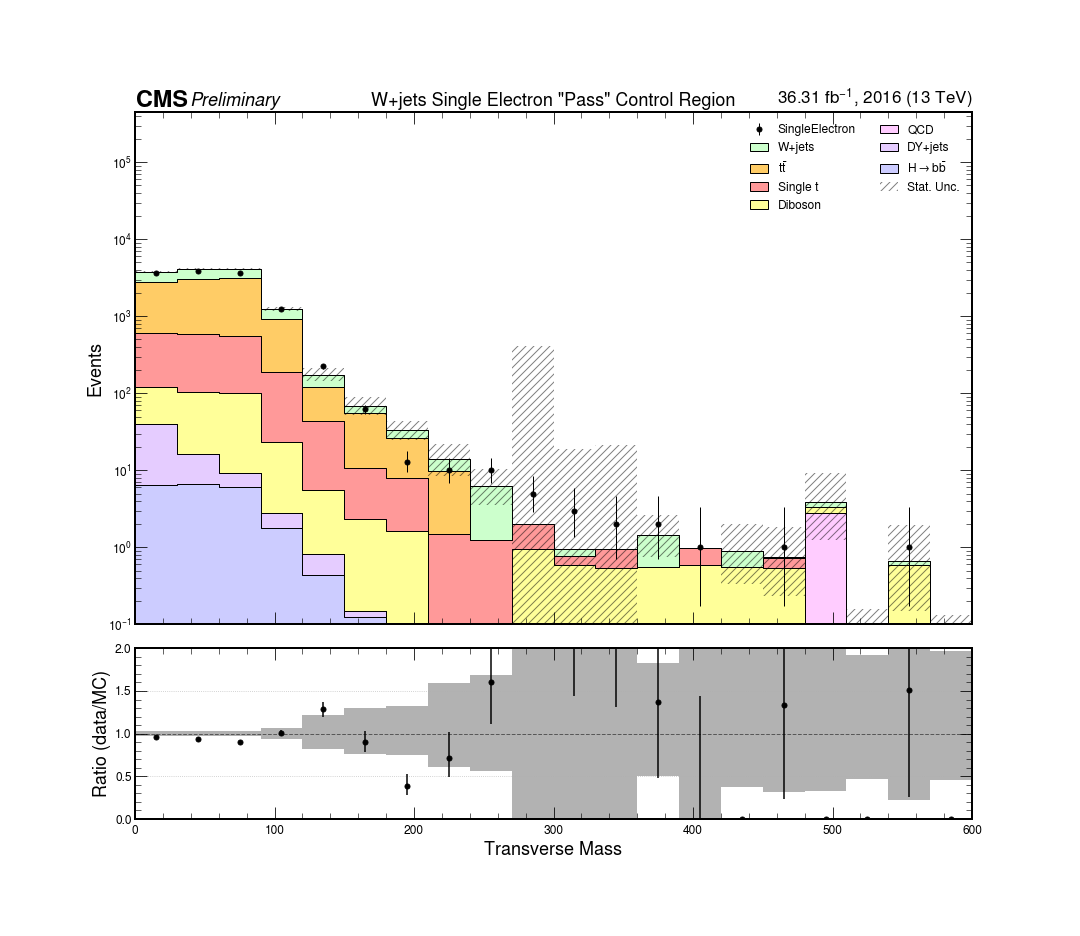 CMS Preliminary W+jets Single Electron "Pass" Control Region 36.31 fb⁻¹, 2016 (13 TeV)
SingleElectron QCD
W+jets DY+jets
tt̄ H→bb̄
Single t Stat. Unc.
Diboson
10⁵
10⁴
10³
10²
10¹
10⁰
10⁻¹
Events
2.0
1.5
1.0
0.5
0.0
Ratio (data/MC)
0 100 200 300 400 500 600
Transverse Mass